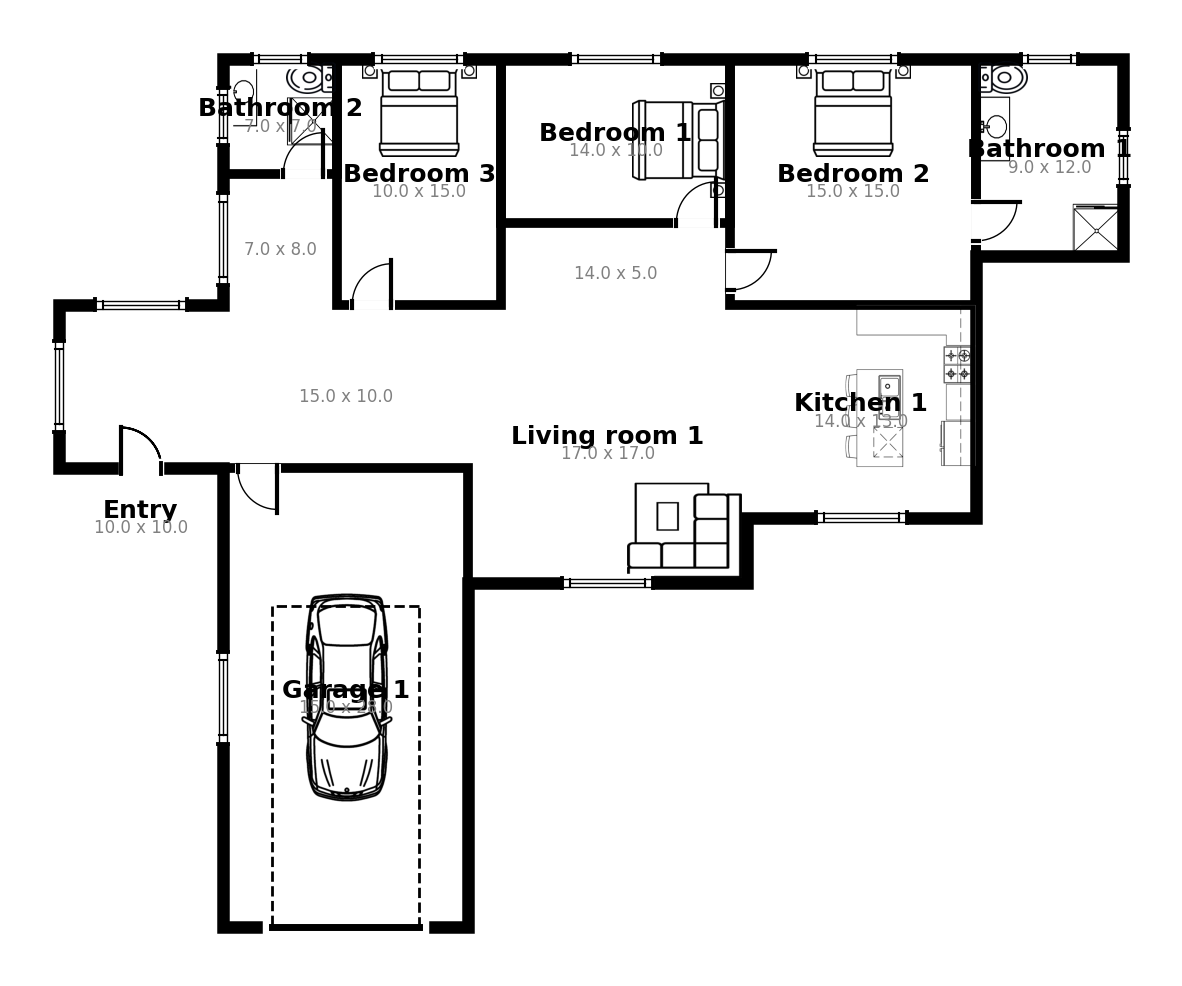 Bathroom 2
7.0 x 7.0
Bedroom 3
10.0 x 15.0
Bedroom 1
14.0 x 10.0
Bedroom 2
15.0 x 15.0
Bathroom 1
9.0 x 12.0
7.0 x 8.0
14.0 x 5.0
15.0 x 10.0
Kitchen 1
14.0 x 13.0
Living room 1
17.0 x 17.0
Entry
10.0 x 10.0
Garage 1
15.0 x 28.0